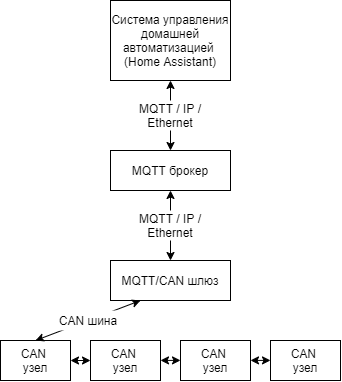 Система управления
домашней
автоматизацией
(Home Assistant)
MQTT / IP /
Ethernet
MQTT брокер
MQTT / IP /
Ethernet
MQTT/CAN шлюз
CAN шина
CAN
узел
CAN
узел
CAN
узел
CAN
узел